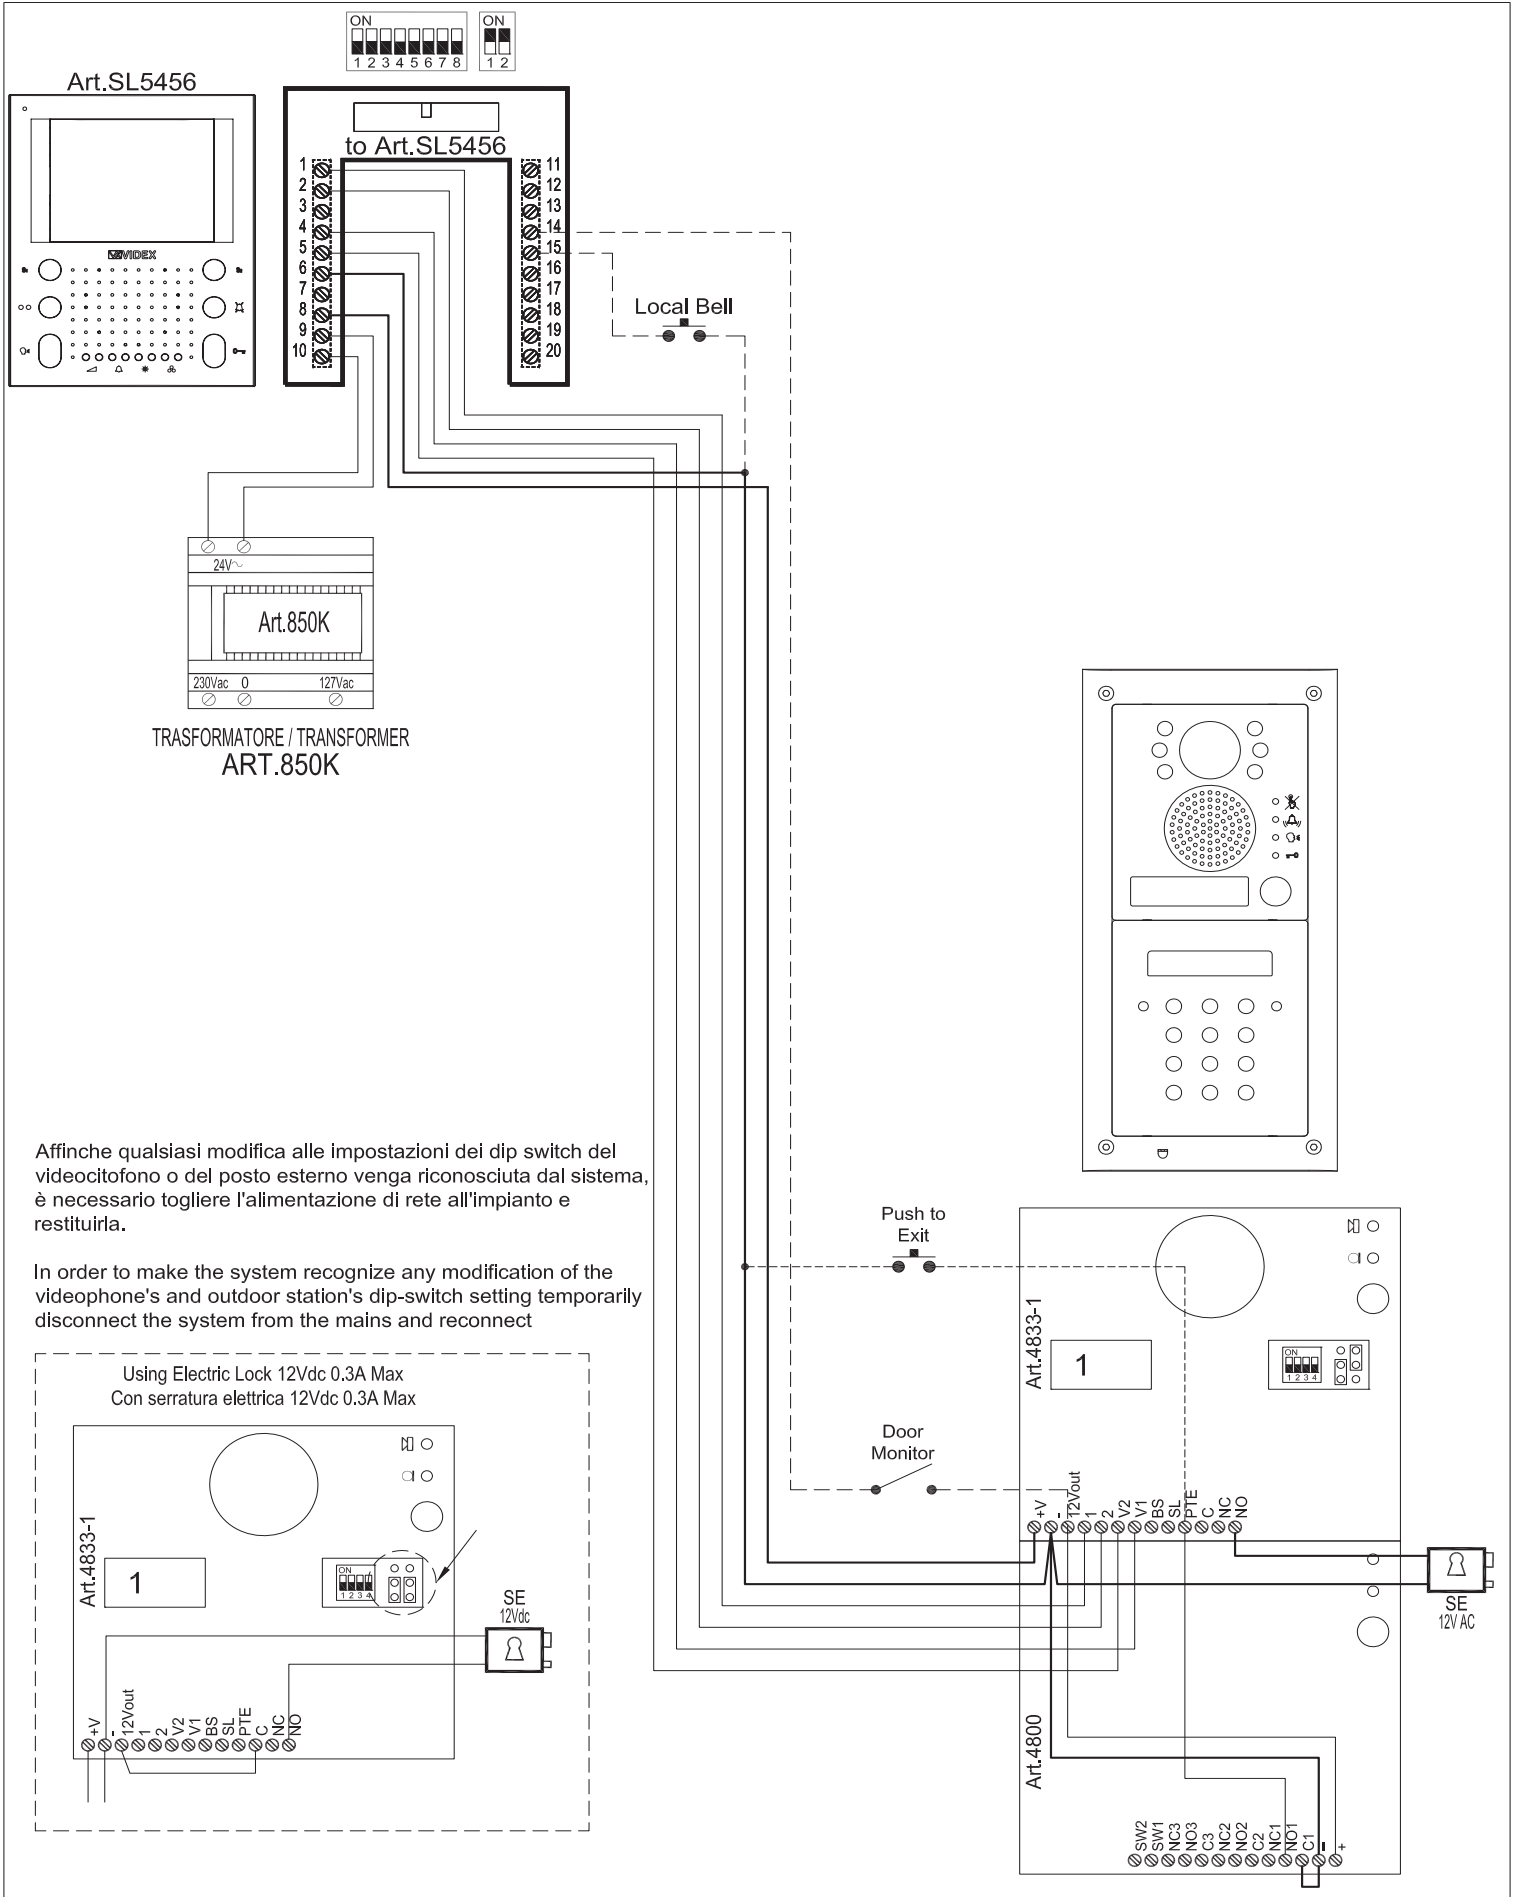 ON
1 2 3 4 5 6 7 8
ON
1 2
Art.SL5456
VIDEX
to Art.SL5456
1
2
3
4
5
6
7
8
9
10
11
12
13
14
15
16
17
18
19
20
Local Bell
24V~
Art.850K
230Vac 0 127Vac
TRASFORMATORE / TRANSFORMER
ART.850K
Affinche qualsiasi modifica alle impostazioni dei dip switch del
videocitofono o del posto esterno venga riconosciuta dal sistema,
è necessario togliere l'alimentazione di rete all'impianto e
restituirla.
In order to make the system recognize any modification of the
videophone's and outdoor station's dip-switch setting temporarily
disconnect the system from the mains and reconnect
Using Electric Lock 12Vdc 0.3A Max
Con serratura elettrica 12Vdc 0.3A Max
Art.4833-1
1
ON
1 2 3 4
SE
12Vdc
+V - 12Vout 1 2 V2 V1 BS SL PTE C NC NO
Push to
Exit
Door
Monitor
Art.4833-1
1
ON
1 2 3 4
+V - 12Vout 1 2 V2 V1 BS SL PTE C NC NO
SE
12V AC
Art.4800
SW2 SW1 NC3 NO3 C3 NC2 NO2 C2 NC1 NO1 C1 - +